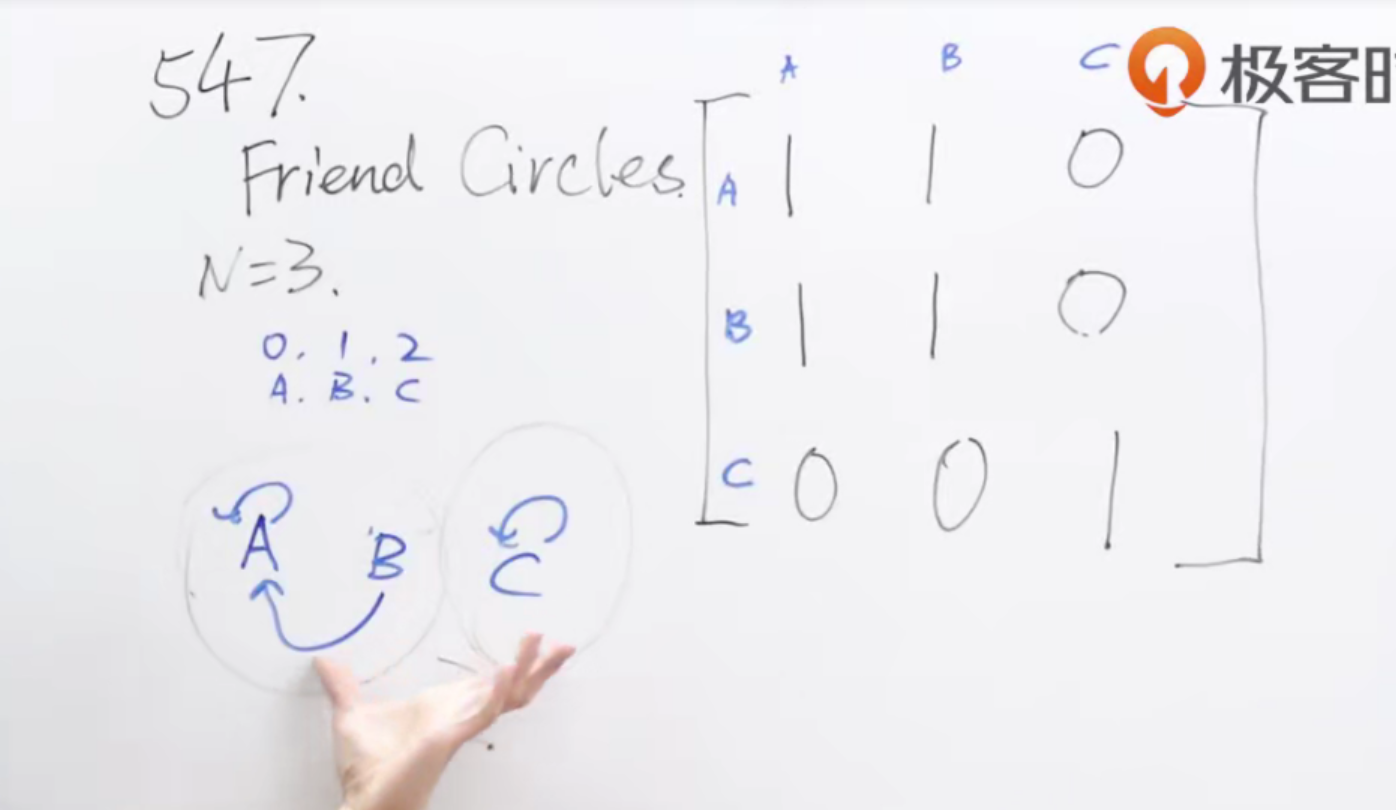 547.
Friend Circles.
N=3.
0. 1. 2
A. B. C
A B C
A B C
极客时
A 1 1 0
B 1 1 0
C 0 0 1